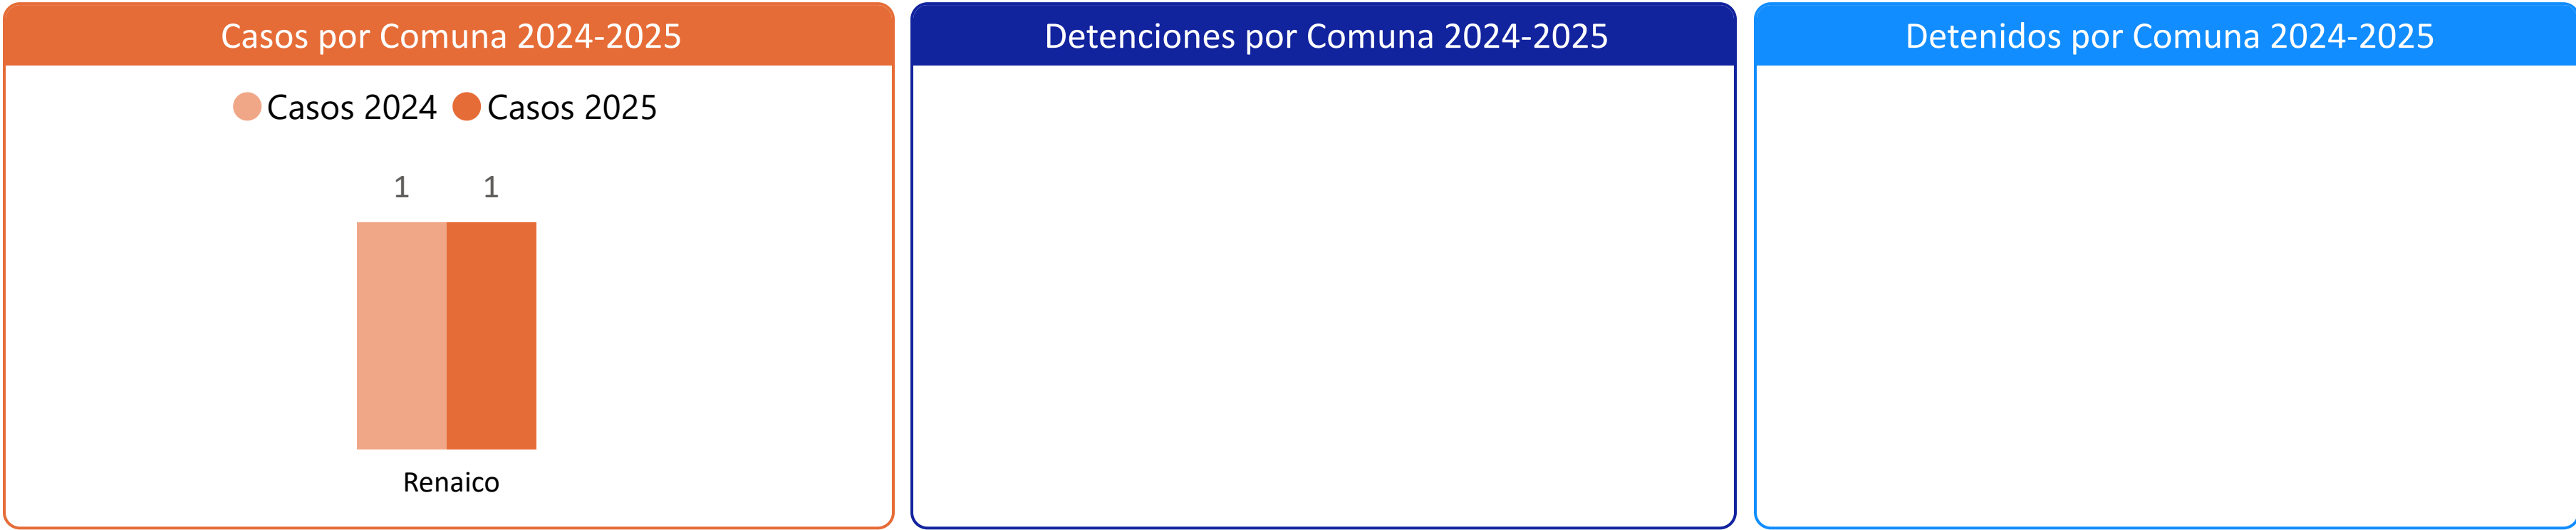 Casos por Comuna 2024-2025
Casos 2024 Casos 2025
1 1
Renaico
Detenciones por Comuna 2024-2025
Detenidos por Comuna 2024-2025